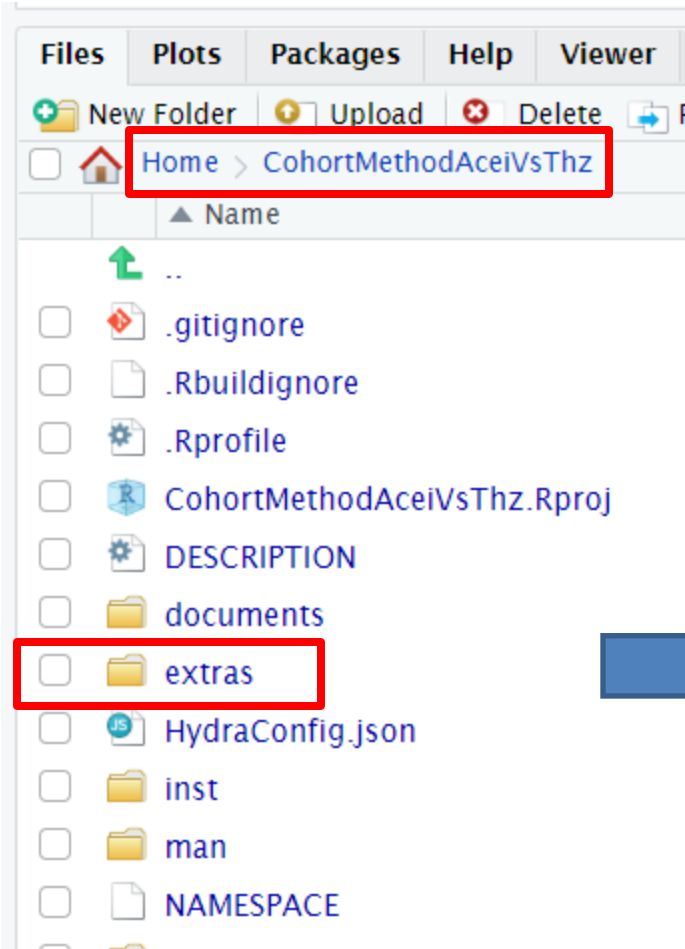 Files Plots Packages Help Viewer
New Folder Upload Delete
Home > CohortMethodAceiVsThz
Name
..
.gitignore
.Rbuildignore
.Rprofile
CohortMethodAceiVsThz.Rproj
DESCRIPTION
documents
extras
HydraConfig.json
inst
man
NAMESPACE